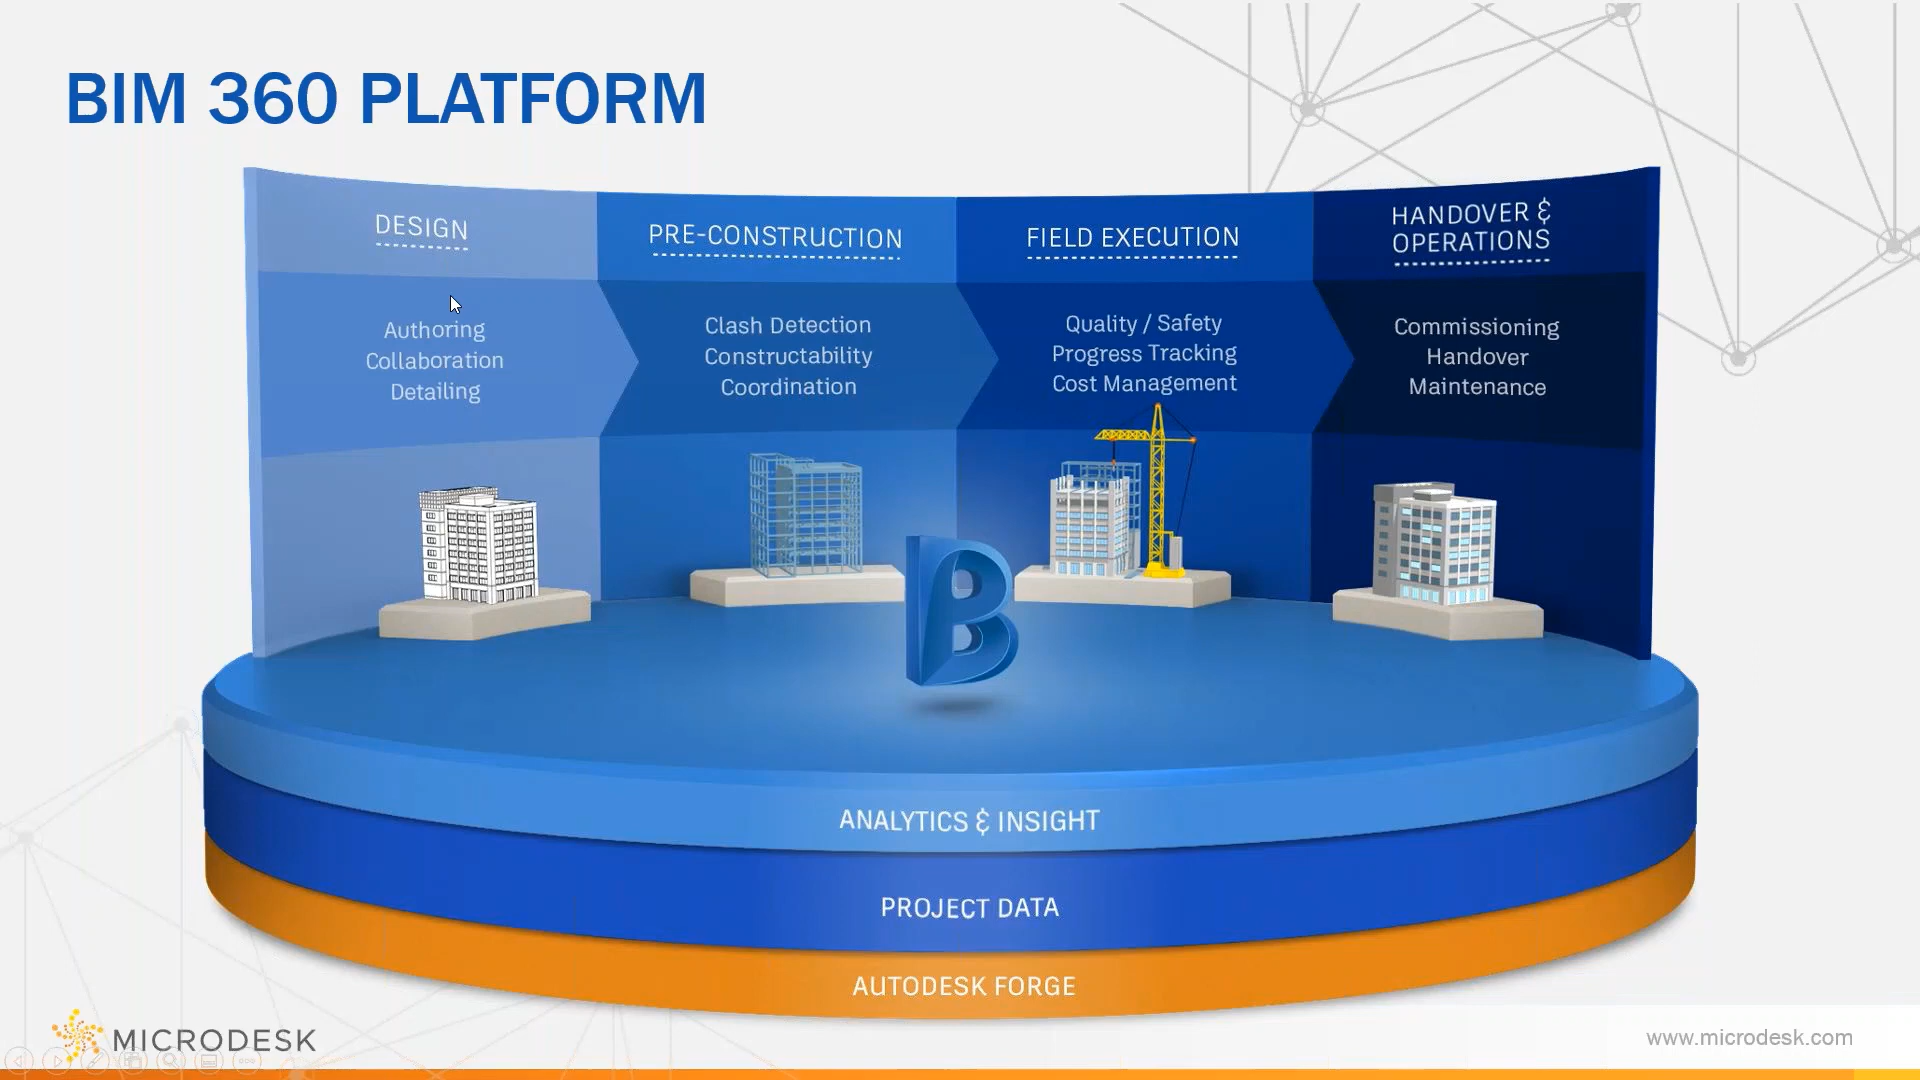 BIM 360 PLATFORM
DESIGN
Authoring
Collaboration
Detailing
PRE-CONSTRUCTION
Clash Detection
Constructability
Coordination
FIELD EXECUTION
Quality / Safety
Progress Tracking
Cost Management
HANDOVER &
OPERATIONS
Commissioning
Handover
Maintenance
B
ANALYTICS & INSIGHT
PROJECT DATA
AUTODESK FORGE
MICRODESK
www.microdesk.com